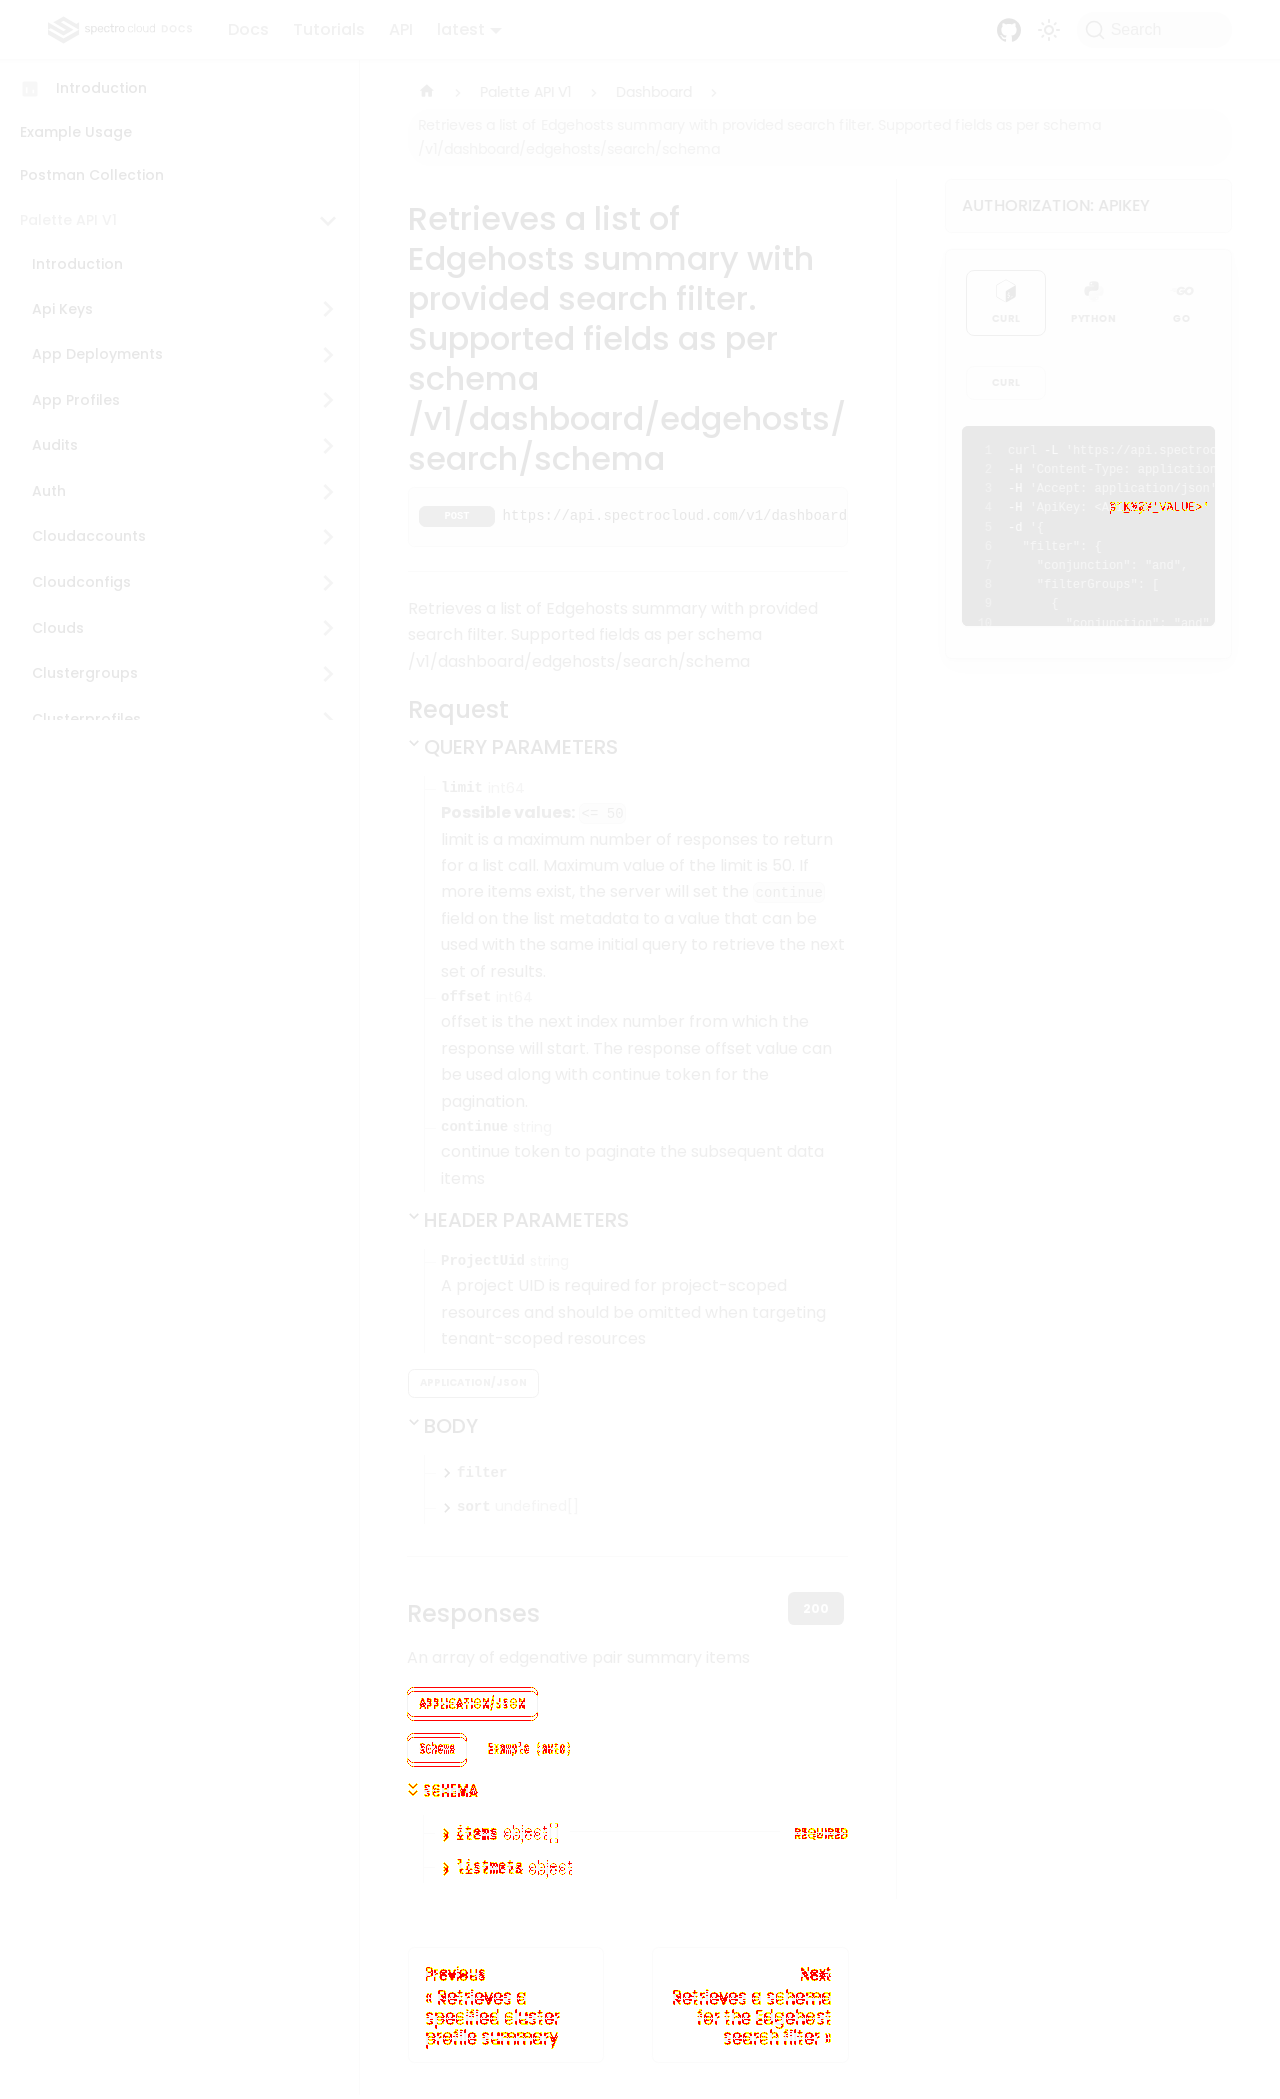 spectro cloud DOCS
Docs
Tutorials
API
latest
Search
Introduction
Example Usage
Postman Collection
Palette API V1
Introduction
Api Keys
App Deployments
App Profiles
Audits
Auth
Cloudaccounts
Cloudconfigs
Clouds
Clustergroups
Clusterprofiles
Palette API V1
Dashboard
Retrieves a list of Edgehosts summary with provided search filter. Supported fields as per schema
/v1/dashboard/edgehosts/search/schema
Retrieves a list of
Edgehosts summary with
provided search filter.
Supported fields as per
schema
/v1/dashboard/edgehosts/
search/schema
POST https://api.spectrocloud.com/v1/dashboard
Retrieves a list of Edgehosts summary with provided
search filter. Supported fields as per schema
/v1/dashboard/edgehosts/search/schema
Request
QUERY PARAMETERS
limit int64
Possible values: <= 50
limit is a maximum number of responses to return
for a list call. Maximum value of the limit is 50. If
more items exist, the server will set the continue
field on the list metadata to a value that can be
used with the same initial query to retrieve the next
set of results.
offset int64
offset is the next index number from which the
response will start. The response offset value can
be used along with continue token for the
pagination.
continue string
continue token to paginate the subsequent data
items
HEADER PARAMETERS
ProjectUid string
A project UID is required for project-scoped
resources and should be omitted when targeting
tenant-scoped resources
APPLICATION/JSON
BODY
filter
sort undefined[]
Responses
200
An array of edgenative pair summary items
APPLICATION/JSON
Schema
Example (auto)
SCHEMA
items object[] REQUIRED
listmeta object
Previous
« Retrieves a
specified cluster
profile summary
Next
Retrieves a schema
for the Edgehost
search filter »
AUTHORIZATION: APIKEY
CURL
PYTHON
GO
CURL
1 curl -L 'https://api.spectroc
2 -H 'Content-Type: application
3 -H 'Accept: application/json'
4 -H 'ApiKey:
5 -d '{
6 "filter": {
7 "conjunction": "and",
8 "filterGroups": [
9 {
10 "conjunction": "and"